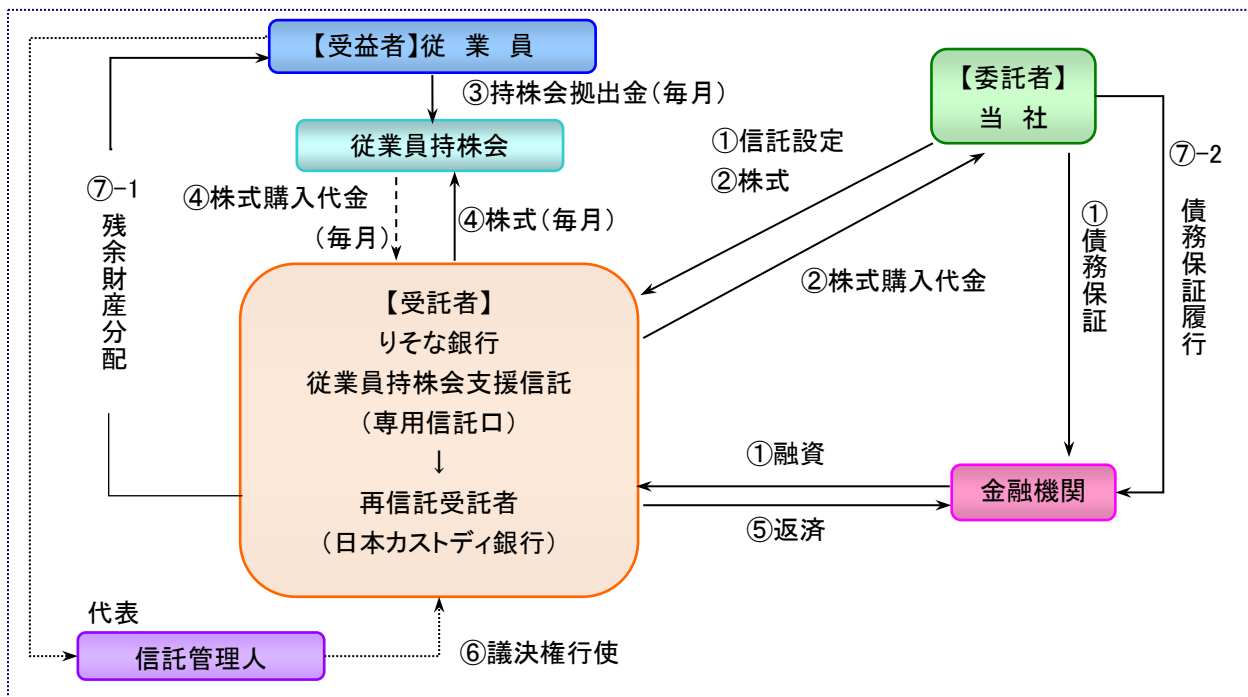 【受益者】従 業 員
③持株会拠出金(毎月)
【委託者】
当 社
従業員持株会
①信託設定
②株式
⑦-1
残余財産分配
④株式購入代金
(毎月)
④株式(毎月)
⑦-2
債務保証履行
①債務保証
②株式購入代金
【受託者】
りそな銀行
従業員持株会支援信託
(専用信託口)
↓
再信託受託者
(日本カストディ銀行)
①融資
金融機関
⑤返済
代表
信託管理人
⑥議決権行使